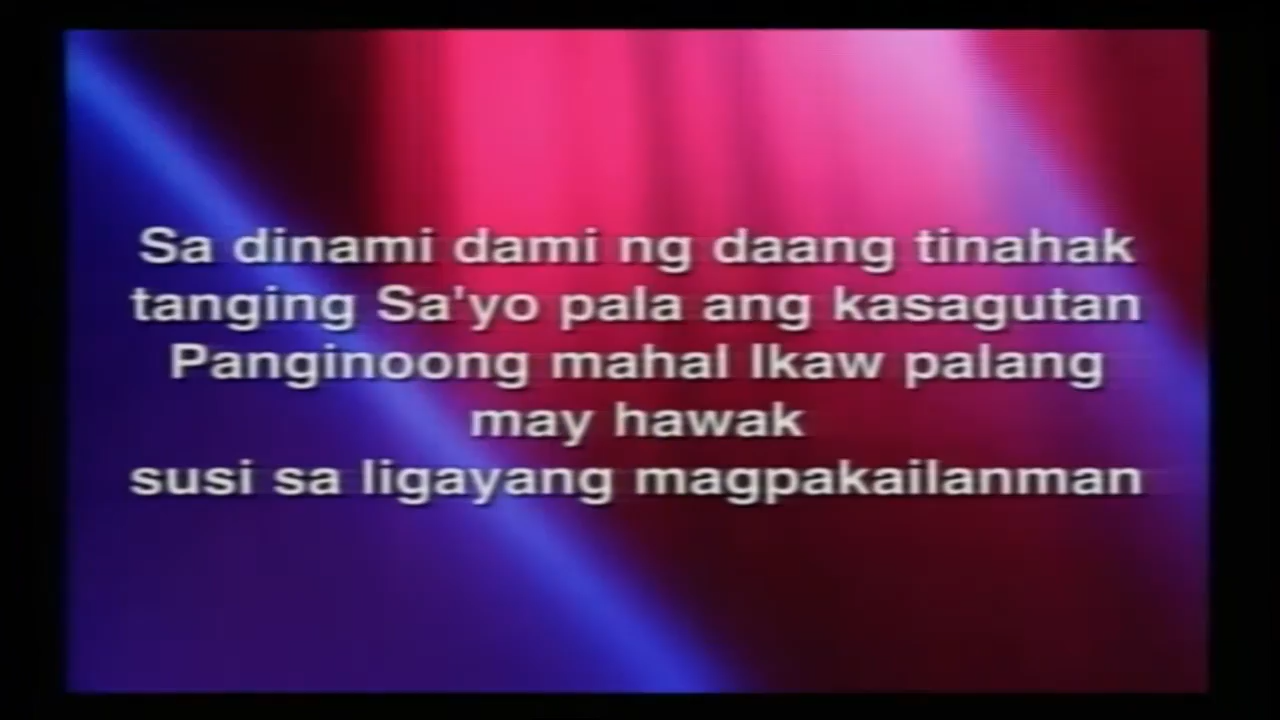 Sa dinami dami ng daang tinahak
tanging Sa'yo pala ang kasagutan
Panginoong mahal Ikaw palang
may hawak
susi sa ligayang magpakailanman